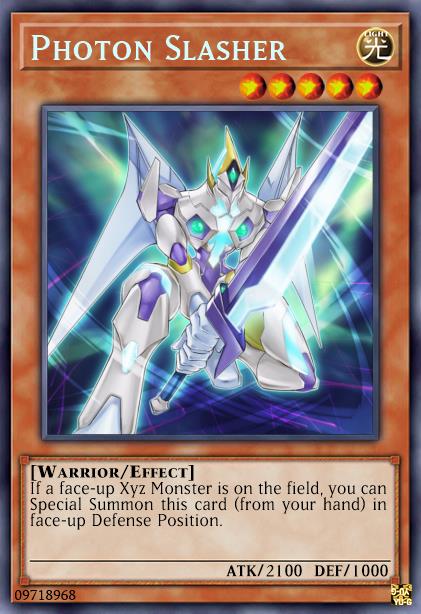 PHOTON SLASHER
LIGHT
光
[WARRIOR/EFFECT]
If a face-up Xyz Monster is on the field, you can
Special Summon this card (from your hand) in
face-up Defense Position.
ATK/2100 DEF/1000
09718968